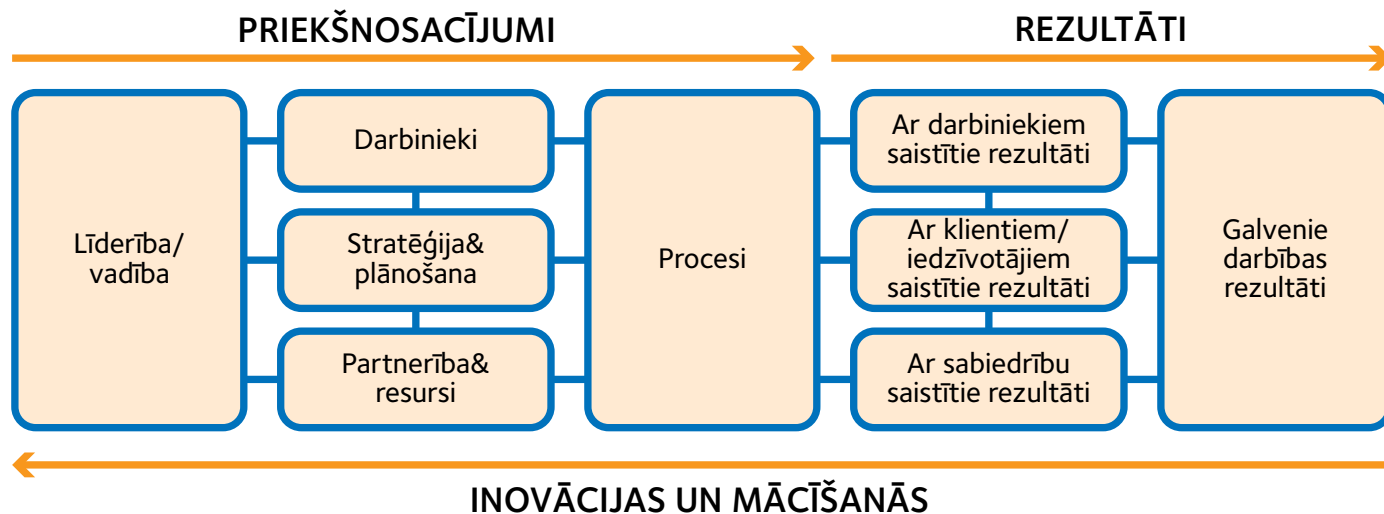 PRIEKŠNOSACĪJUMI
REZULTĀTI
Līderība/
vadība
Darbinieki
Stratēģija&
plānošana
Partnerība&
resursi
Procesi
Ar darbiniekiem
saistītie rezultāti
Ar klientiem/
iedzīvotājiem
saistītie rezultāti
Ar sabiedrību
saistītie rezultāti
Galvenie
darbības
rezultāti
INOVĀCIJAS UN MĀCĪŠANĀS